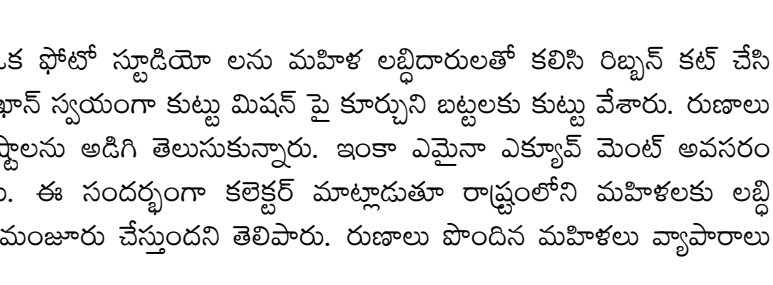 ఒక ఫోటో స్టూడియో లను మహిళ లబ్ధిదారులతో కలిసి రిబ్బన్ కట్ చేసి
ఖాన్ స్వయంగా కుట్టు మిషన్ పై కూర్చుని బట్టలకు కుట్టు వేశారు. రుణాలు
అడిగి తెలుసుకున్నారు. ఇంకా ఎమైనా ఎక్యూవ్ మెంట్ అవసరం
ఈ సందర్భంగా కలెక్టర్ మాట్లాడుతూ రాష్ట్రంలోని మహిళలకు లబ్ధి
మంజూరు చేస్తుందని తెలిపారు. రుణాలు పొందిన మహిళలు వ్యాపారాలు